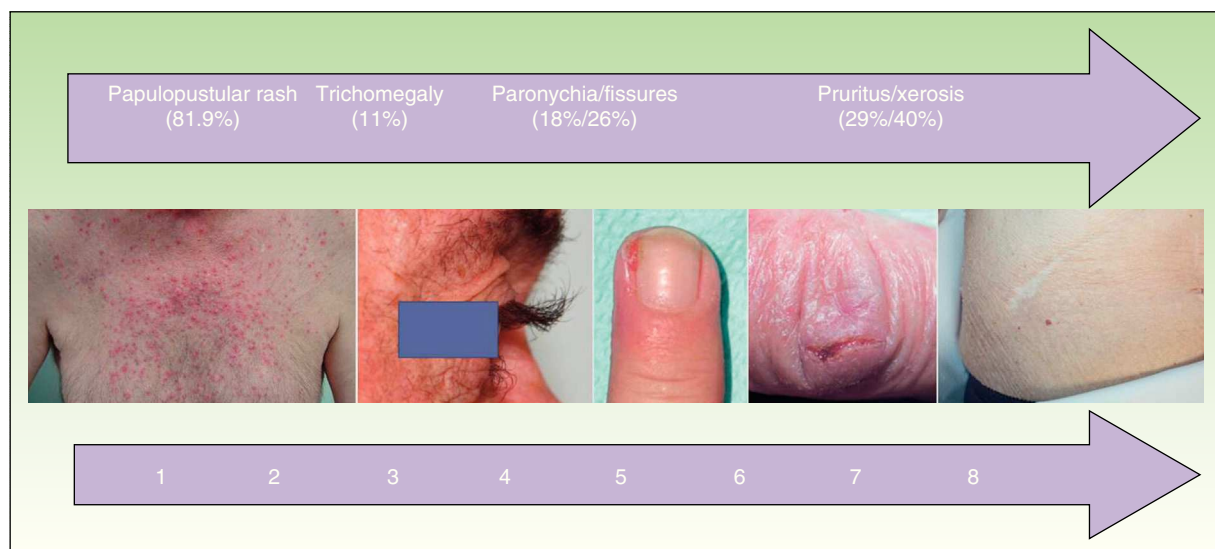 Papulopustular rash Trichomegaly Paronychia/fissures Pruritus/xerosis
(81.9%) (11%) (18%/26%) (29%/40%)
1 2 3 4 5 6 7 8